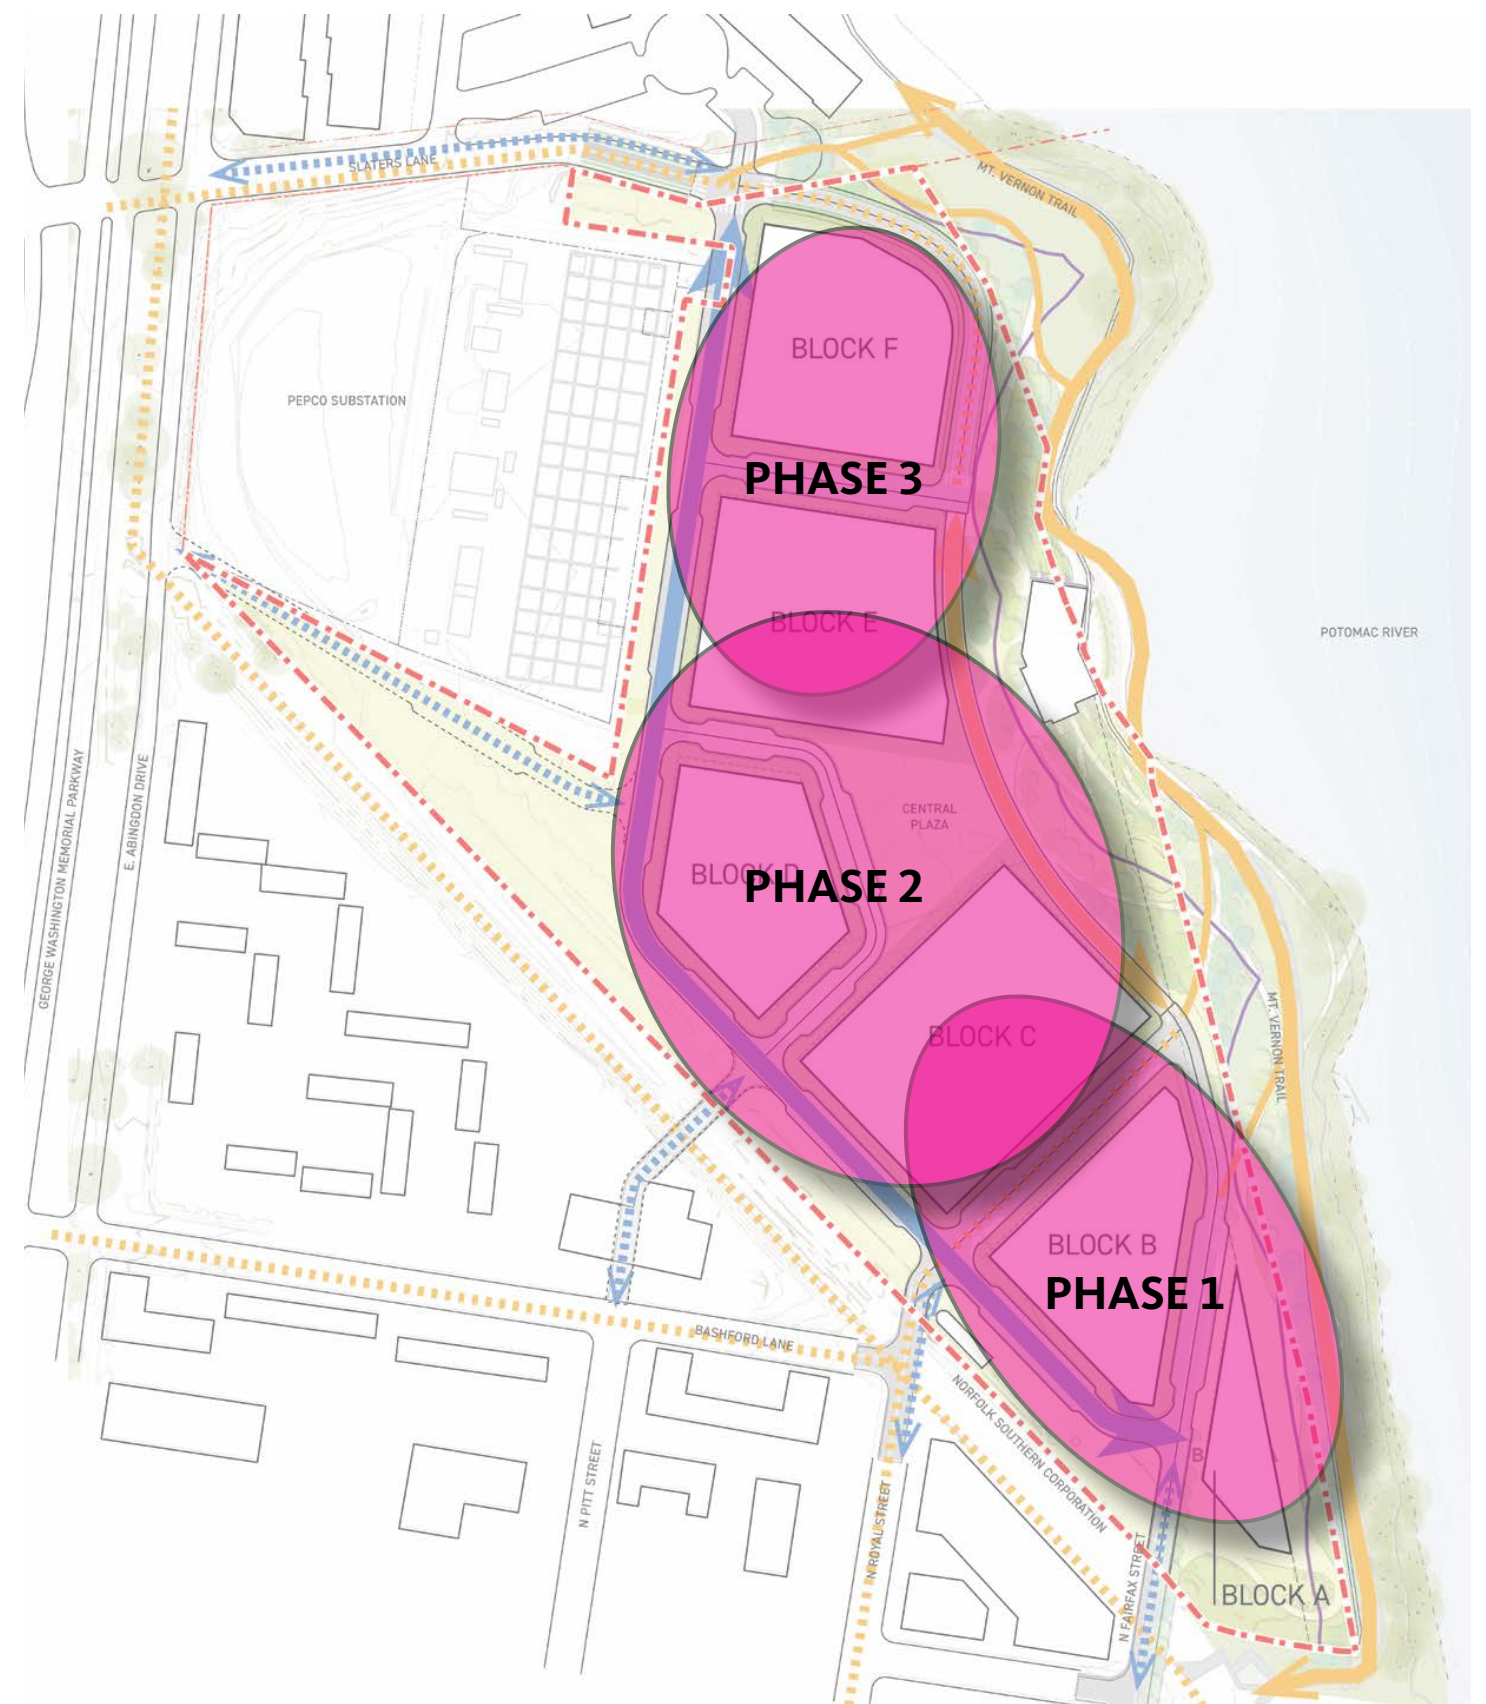 SLATERS LANE
MT. VERNON TRAIL
BLOCK F
PEPCO SUBSTATION
PHASE 3
BLOCK E
POTOMAC RIVER
GEORGE WASHINGTON MEMORIAL PARKWAY
E. ABINGDON DRIVE
CENTRAL
PLAZA
BLOCK D
PHASE 2
BLOCK C
MT. VERNON TRAIL
BLOCK B
PHASE 1
BASHFORD LANE
NORFOLK SOUTHERN CORPORATION
B
N PITT STREET
N ROYAL STREET
N FAIRFAX STREET
BLOCK A